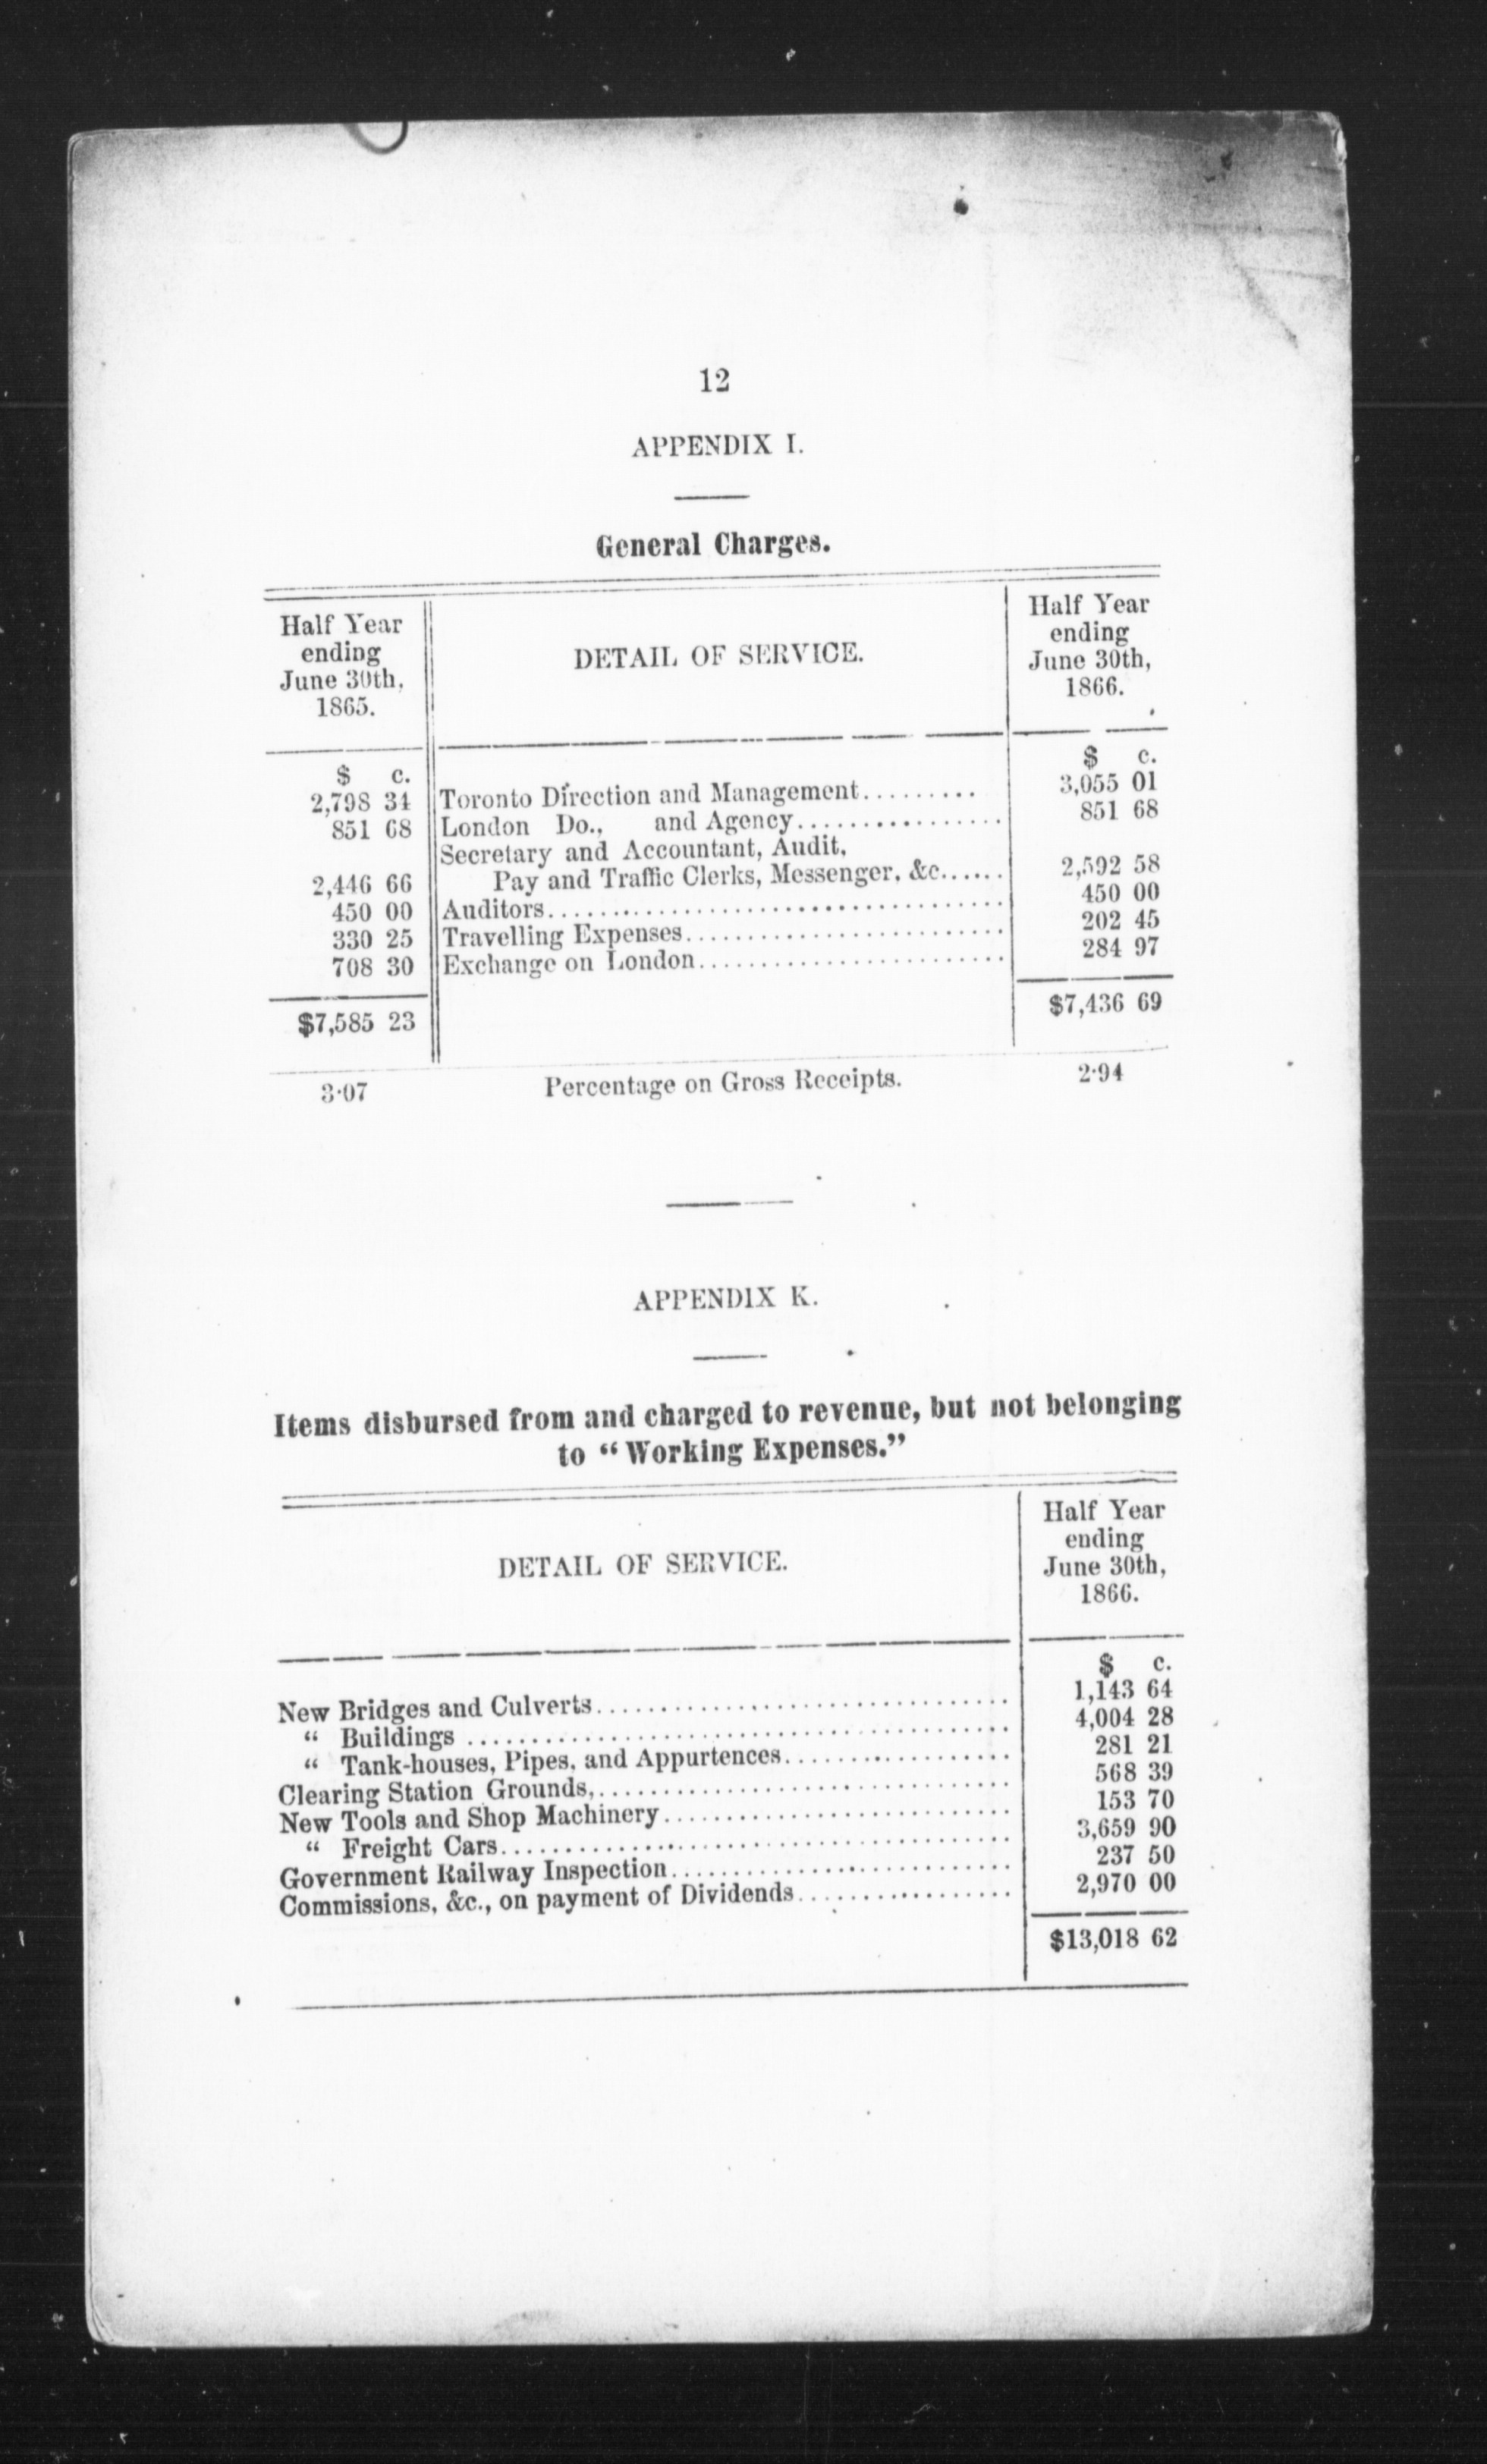 12
APPENDIX I.
General Charges.
Half Year ending June 30th, 1865. DETAIL OF SERVICE. Half Year ending June 30th, 1866.
$ c. $ c.
2,798 34 Toronto Direction and Management......... 3,055 01
851 68 London Do., and Agency................ 851 68
Secretary and Accountant, Audit,
2,446 66 Pay and Traffic Clerks, Messenger, &c...... 2,592 58
450 00 Auditors.................................... 450 00
330 25 Travelling Expenses......................... 202 45
708 30 Exchange on London........................ 284 97
$7,585 23 $7,436 69
3·07 Percentage on Gross Receipts. 2·94
APPENDIX K.
Items disbursed from and charged to revenue, but not belonging
to “Working Expenses.”
DETAIL OF SERVICE. Half Year ending June 30th, 1866.
$ c.
New Bridges and Culverts................................ 1,143 64
“ Buildings .......................................... 4,004 28
“ Tank-houses, Pipes, and Appurtences.................. 281 21
Clearing Station Grounds,................................ 568 39
New Tools and Shop Machinery........................... 153 70
“ Freight Cars........................................ 3,659 90
Government Railway Inspection.......................... 237 50
Commissions, &c., on payment of Dividends................. 2,970 00
$13,018 62